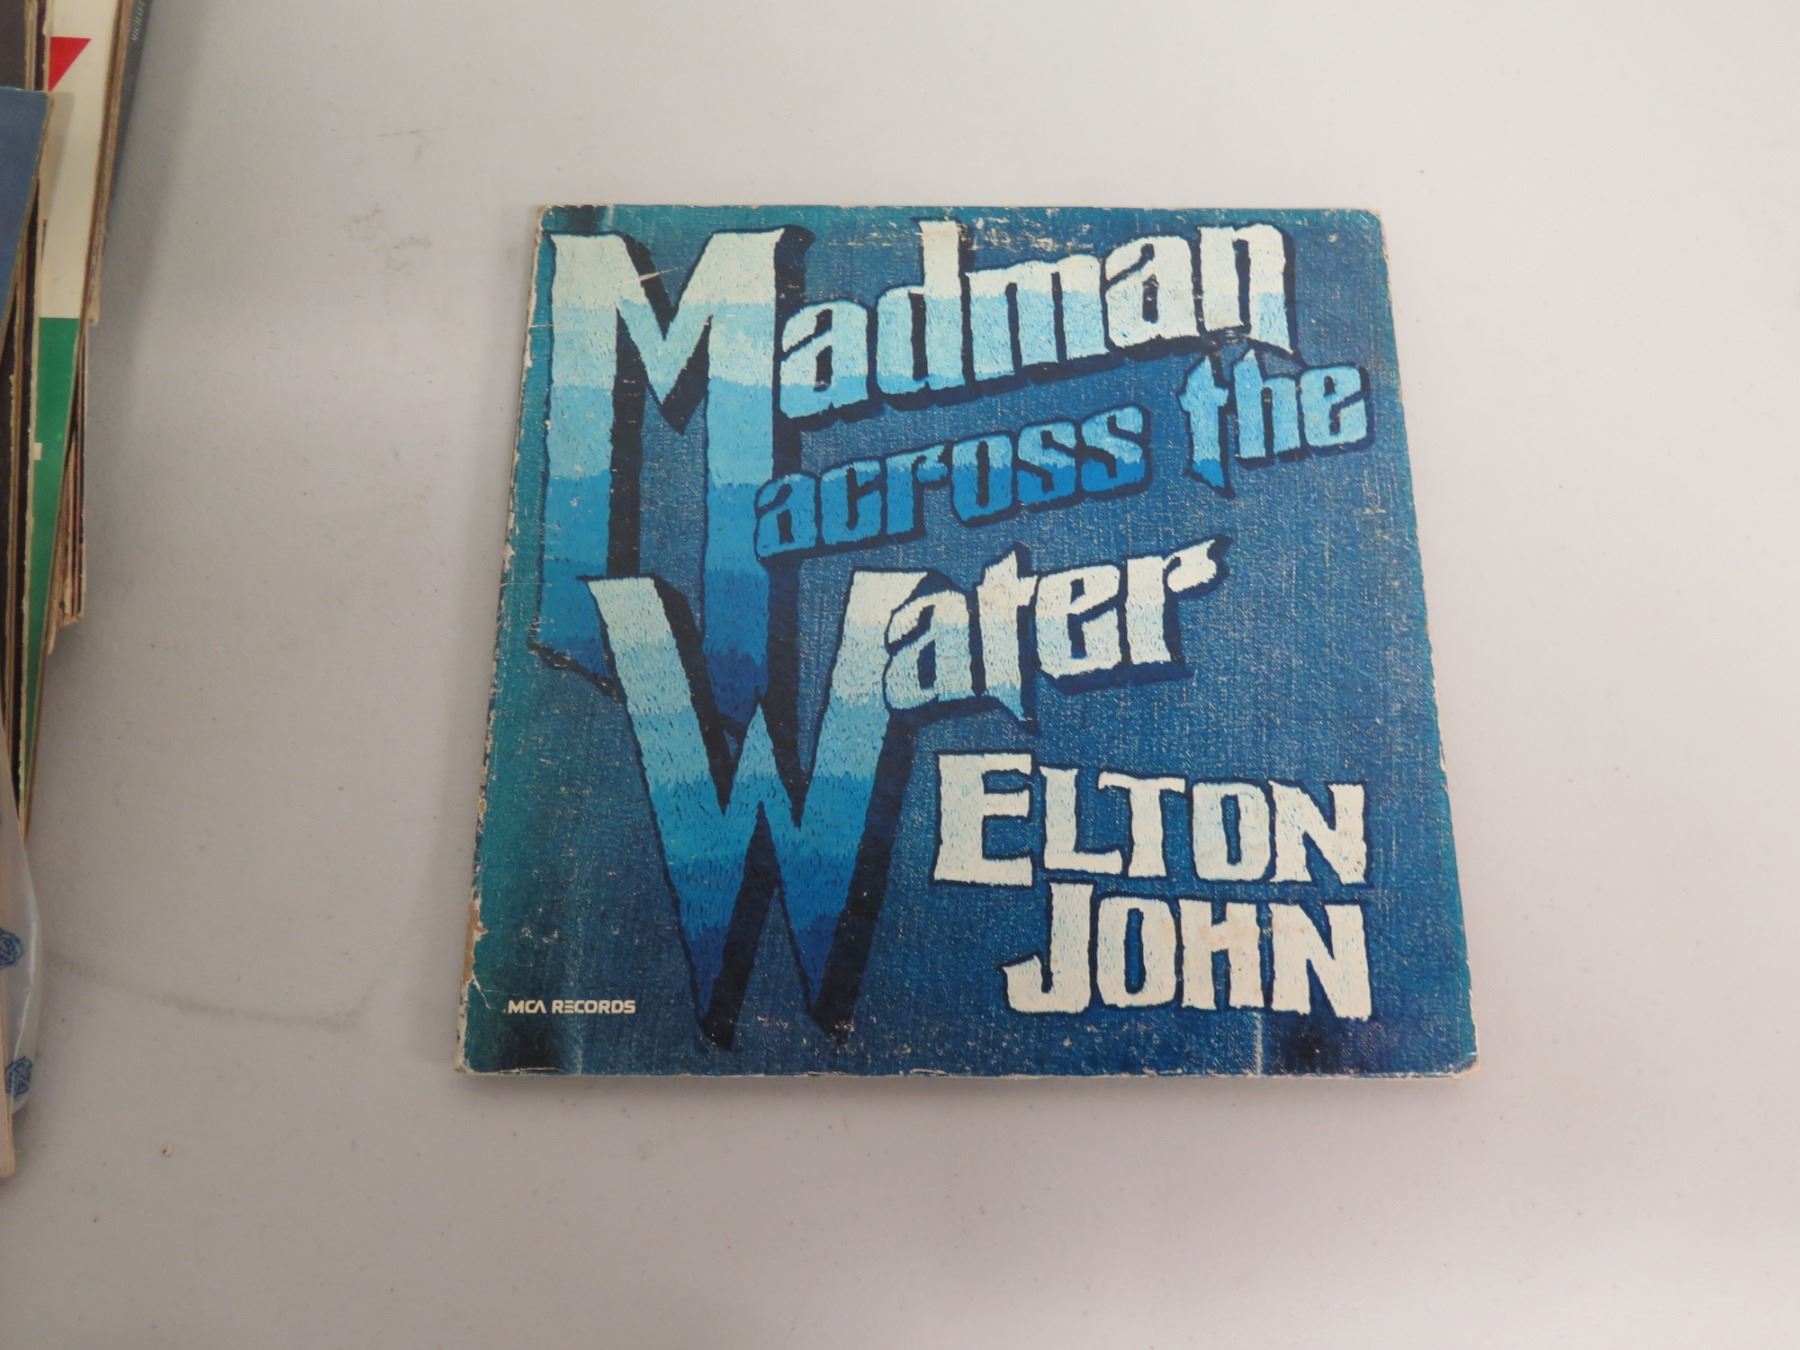 Madman
across the
Water
ELTON
JOHN
MCA RECORDS